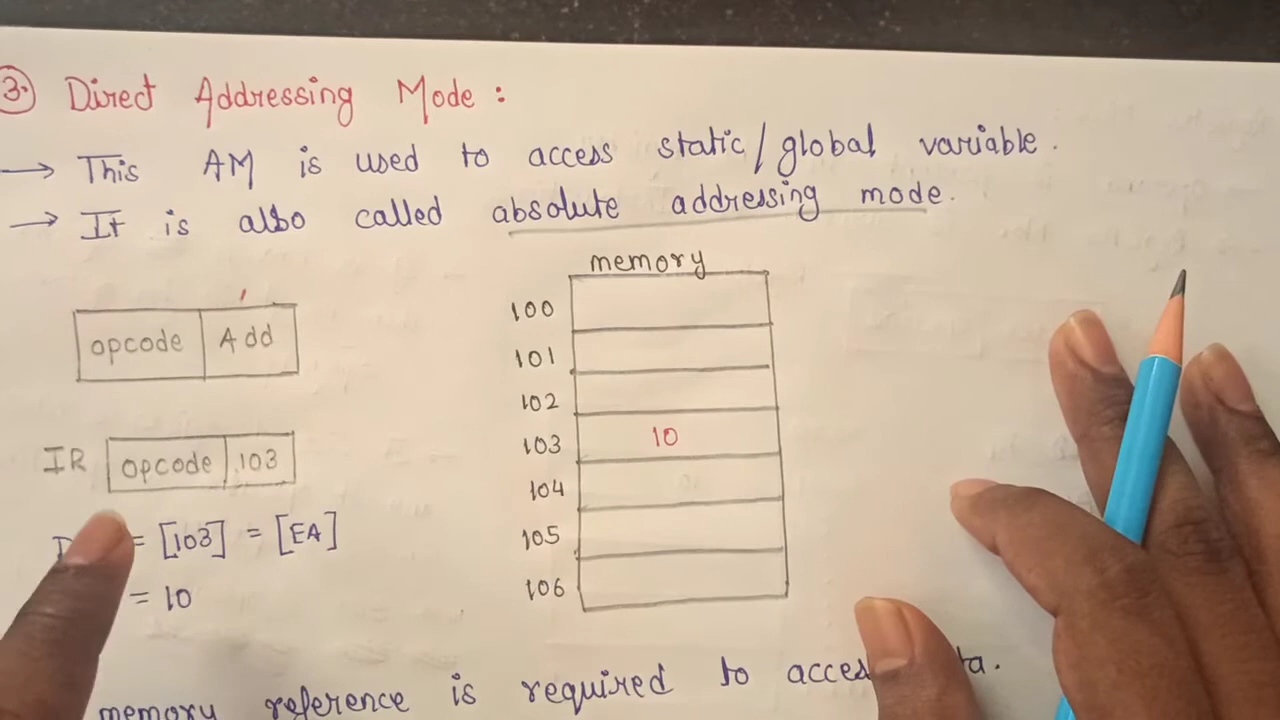 3. Direct Addressing Mode :
→ This AM is used to access static/global variable.
→ It is also called absolute addressing mode.
memory
opcode Add
100
101
102
103 10
104
105
106
IR opcode 103
= [103] = [EA]
= 10
memory reference is required to